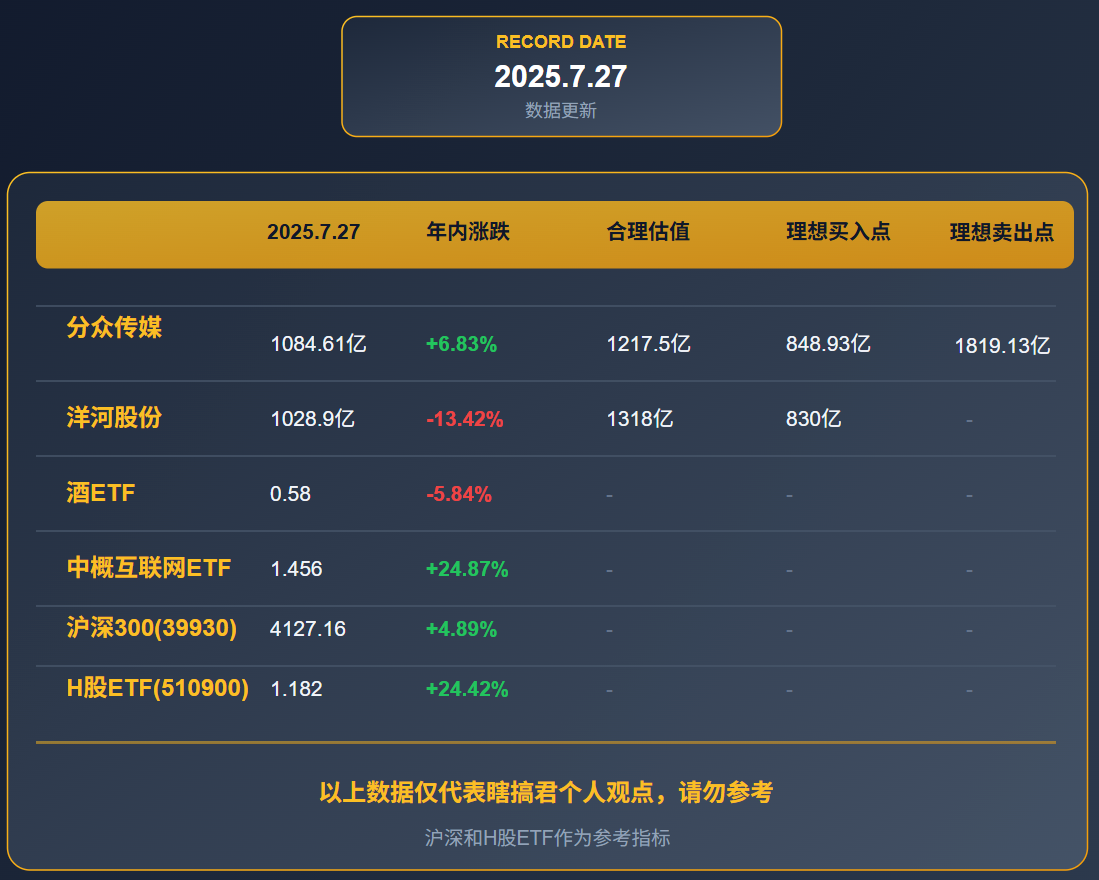 RECORD DATE
2025.7.27
数据更新
2025.7.27 年内涨跌 合理估值 理想买入点 理想卖出点
分众传媒 1084.61亿 +6.83% 1217.5亿 848.93亿 1819.13亿
洋河股份 1028.9亿 -13.42% 1318亿 830亿 -
酒ETF 0.58 -5.84% - - -
中概互联网ETF 1.456 +24.87% - - -
沪深300(39930) 4127.16 +4.89% - - -
H股ETF(510900) 1.182 +24.42% - - -
以上数据仅代表瞎搞君个人观点，请勿参考
沪深和H股ETF作为参考指标